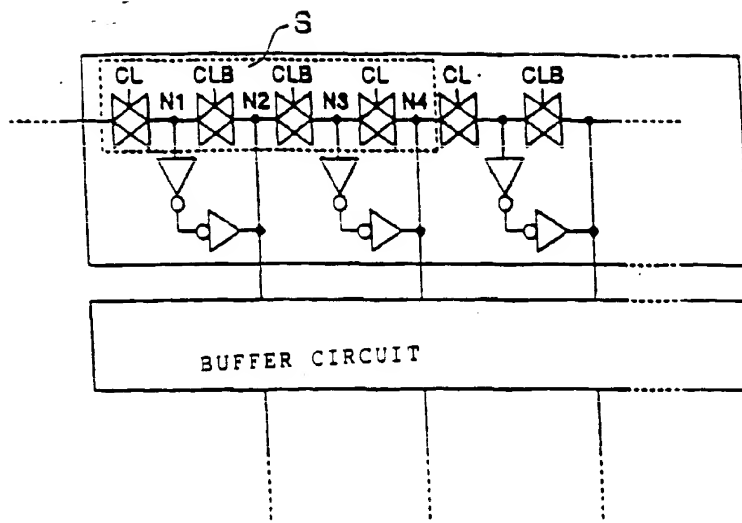 S
CL CLB CLB CL CL CLB
N1 N2 N3 N4
BUFFER CIRCUIT